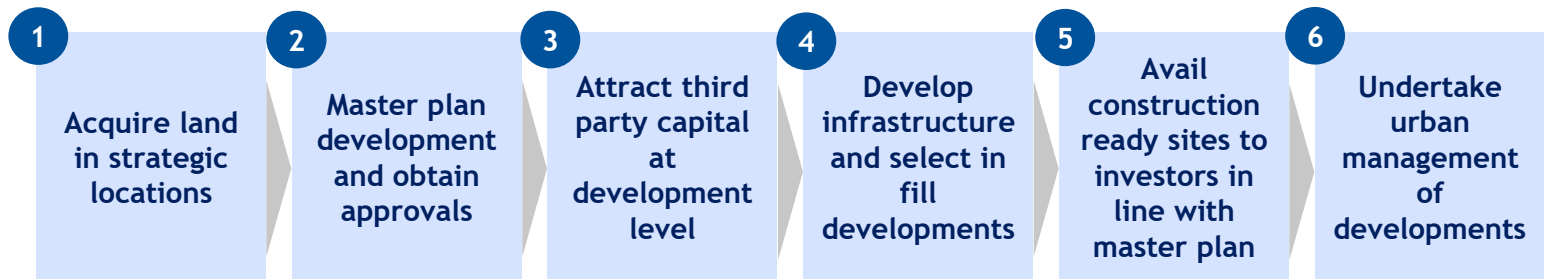 1
Acquire land
in strategic
locations
2
Master plan
development
and obtain
approvals
3
Attract third
party capital
at
development
level
4
Develop
infrastructure
and select in
fill
developments
5
Avail
construction
ready sites to
investors in
line with
master plan
6
Undertake
urban
management
of
developments